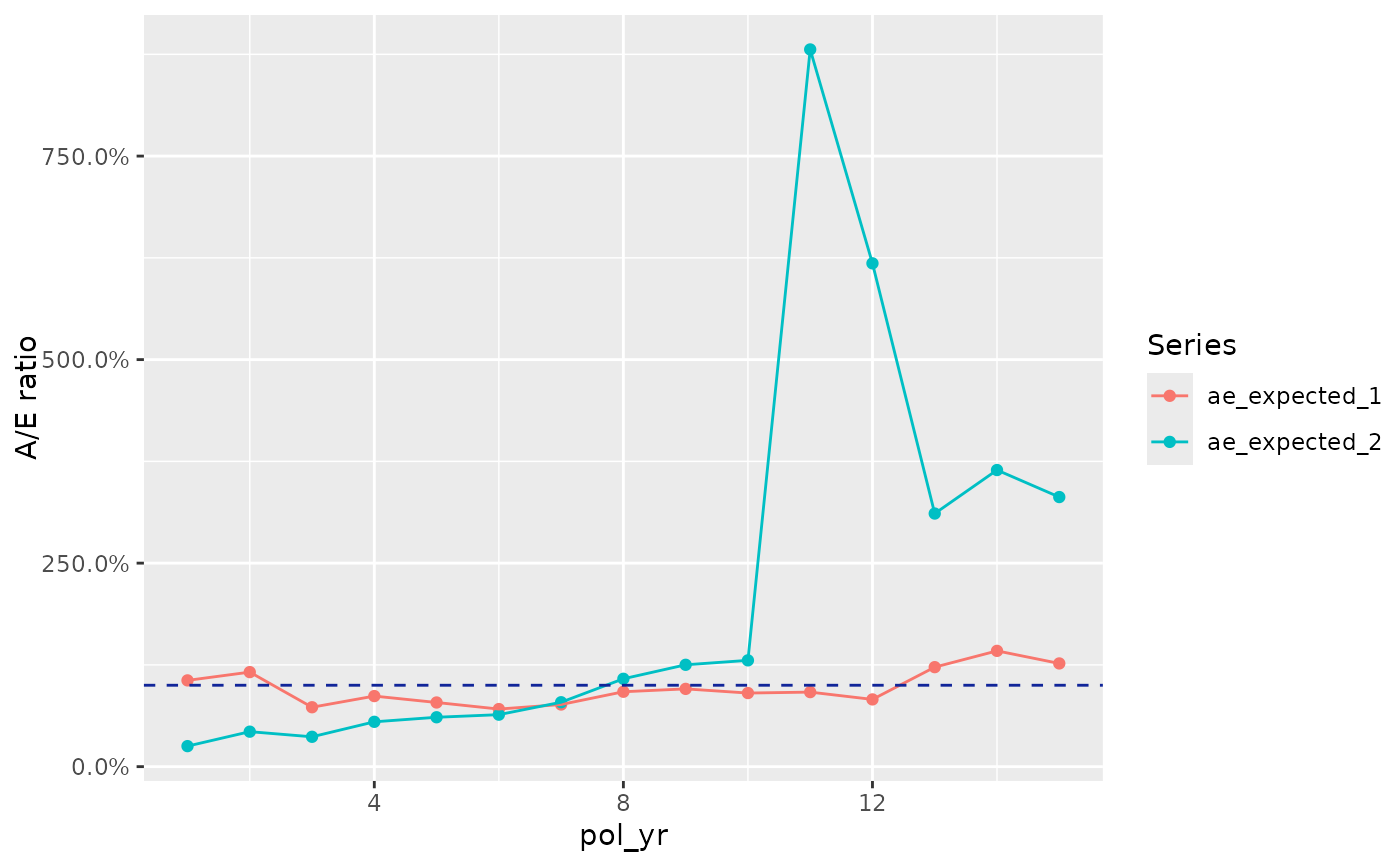 A/E ratio
750.0%
500.0%
250.0%
0.0%
4
8
12
pol_yr
Series
ae_expected_1
ae_expected_2